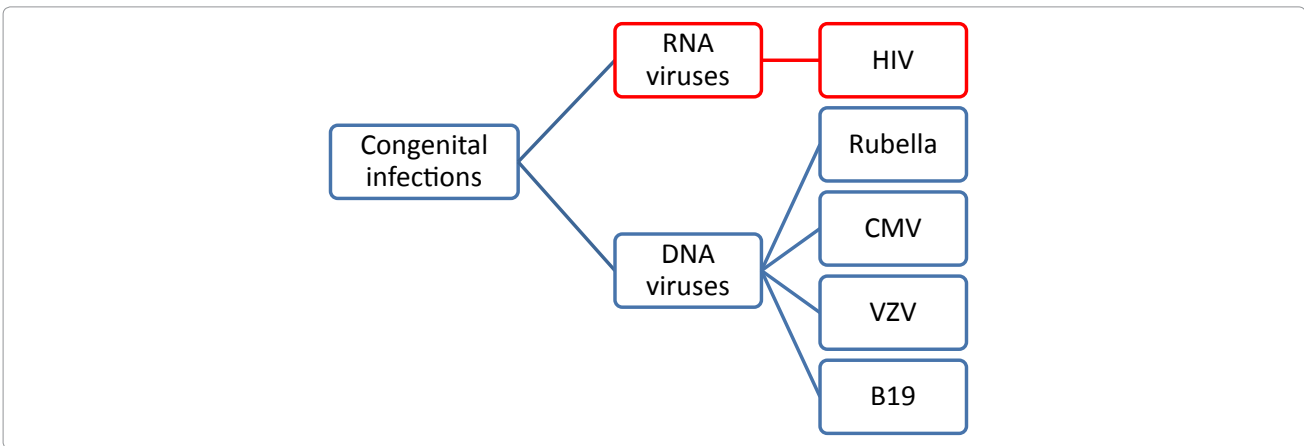 Congenital
infections
RNA
viruses
HIV
DNA
viruses
Rubella
CMV
VZV
B19